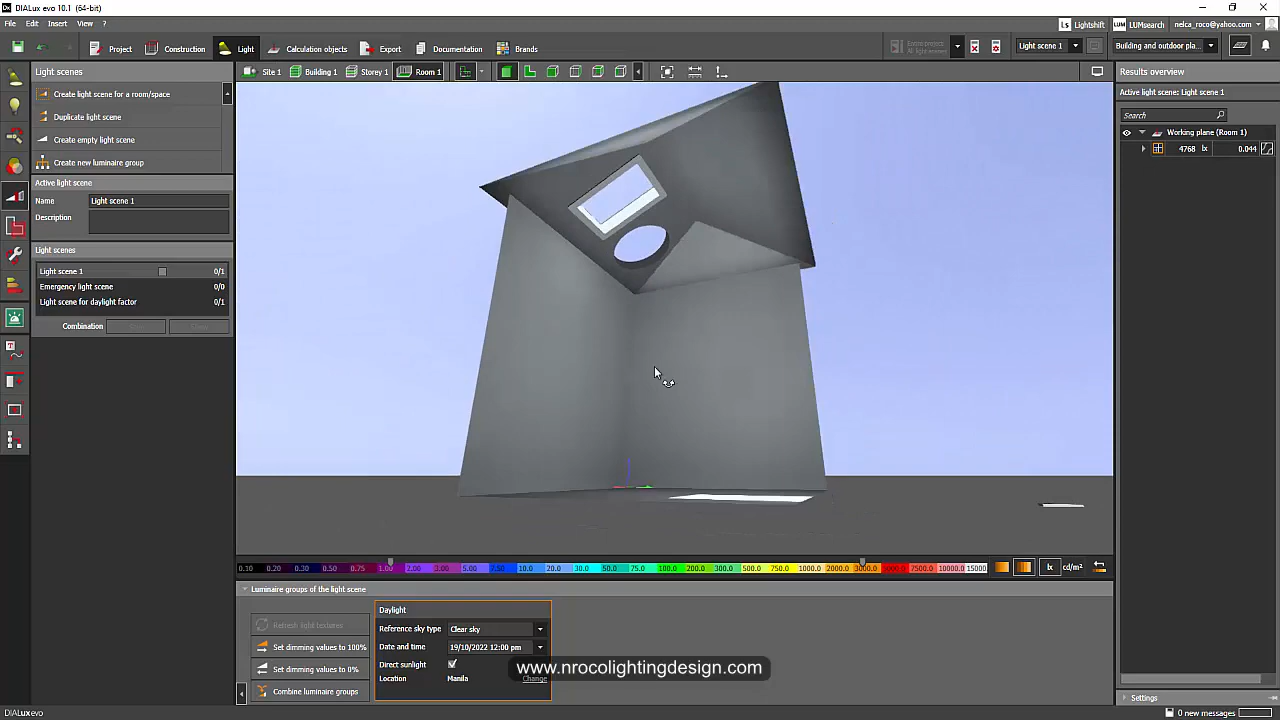 DIALux evo 10.1 (64-bit)
File Edit Insert View ?
Lightshift LUMsearch nelca_roco@yahoo.com
Project Construction Light Calculation objects Export Documentation Brands
Entire project
Light scene 1
Building and outdoor pla...
Light scenes
Site 1 Building 1 Storey 1 Room 1
Results overview
Create light scene for a room/space
Active light scene: Light scene 1
Duplicate light scene
Search
Create empty light scene
Working plane (Room 1)
4768 lx 0.044
Create new luminaire group
Active light scene
Name Light scene 1
Description
Light scenes
Light scene 1 0/1
Emergency light scene 0/0
Light scene for daylight factor 0/1
Combination
0.10 0.20 0.30 0.50 0.75 1.00 2.00 3.00 5.00 7.50 10.0 20.0 30.0 50.0 75.0 100.0 200.0 300.0 500.0 750.0 1000.0 2000.0 3000.0 5000.0 7500.0 10000.0 15000 lx cd/m²
Luminaire groups of the light scene
Refresh light textures
Set dimming values to 100%
Set dimming values to 0%
Combine luminaire groups
Daylight
Reference sky type Clear sky
Date and time 19/10/2022 12:00 pm
Direct sunlight
Location Manila Change
www.nrocolightingdesign.com
Settings
DIALux evo
0 new messages